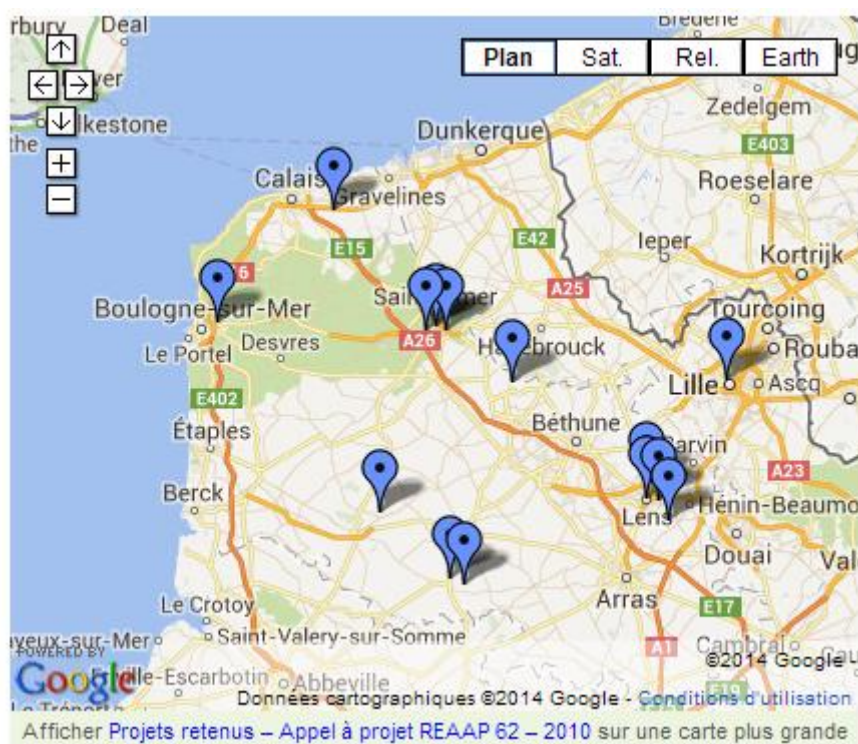 Deal
Plan Sat. Rel. Earth
Zedelgem
Dunkerque
E403
Calais
Gravelines
Roeselare
E15
E42
Ieper
Kortrijk
A25
Boulogne-sur-Mer
Tourcoing
Le Portel
Desvres
A26
Lille
Ascq
E402
Béthune
Étaples
A23
Berck
Lens
Hénin-Beaumo
Douai
Val
Arras
Le Crotoy
E17
Saint-Valery-sur-Somme
A1
Cambrai
POWERED BY
Google
©2014 Google -
Abbeville
Données cartographiques ©2014 Google - Conditions d'utilisation
Afficher Projets retenus – Appel à projet REAAP 62 – 2010 sur une carte plus grande